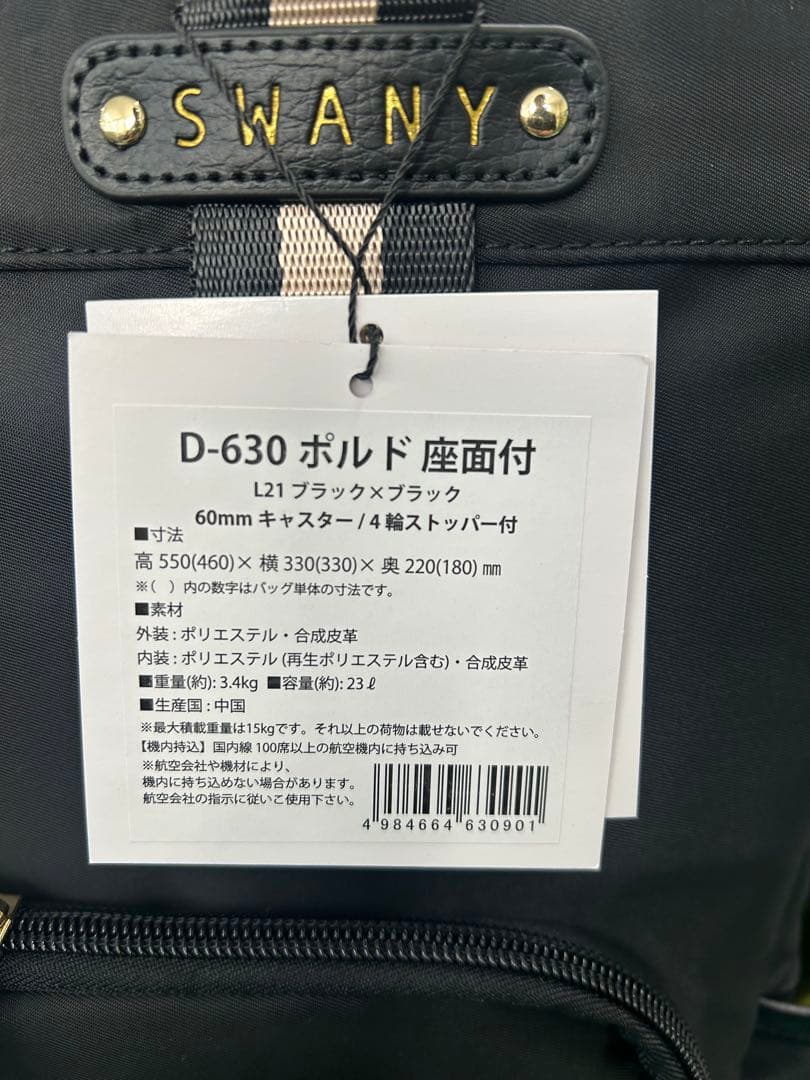 SWANY
D-630 ポルド 座面付
L21 ブラック×ブラック
60mm キャスター / 4 輪ストッパー付
■寸法
高 550(460)× 横 330(330)× 奥 220(180) ㎜
※(　) 内の数字はバッグ単体の寸法です。
■素材
外装 : ポリエステル・合成皮革
内装 : ポリエステル (再生ポリエステル含む)・合成皮革
■重量(約): 3.4kg ■容量(約): 23ℓ
■生産国 : 中国
※最大積載重量は15kgです。それ以上の荷物は載せないでください。
【機内持込】国内線 100席以上の航空機内に持ち込み可
※航空会社や機材により、
機内に持ち込めない場合があります。
航空会社の指示に従いご使用下さい。
4 984664 630901